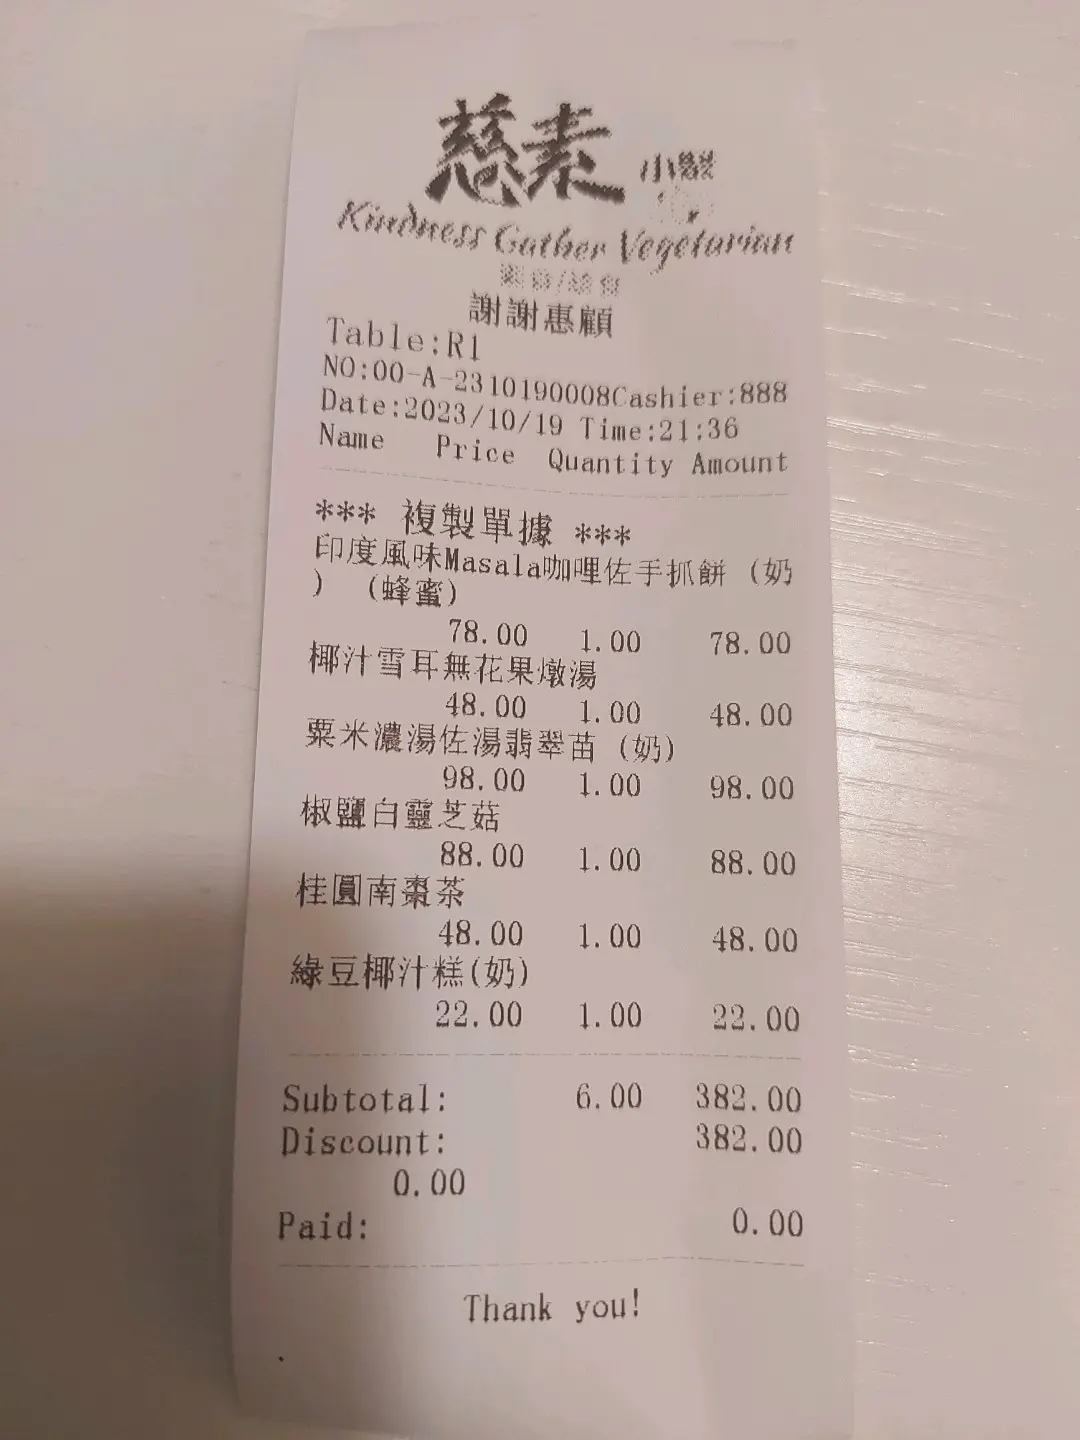 慈素 小製
Kindness Gather Vegetarian
謝謝惠顧
Table:R1
NO:00-A-2310190008Cashier:888
Date:2023/10/19 Time:21:36
Name Price Quantity Amount
*** 複製單據 ***
印度風味Masala咖哩佐手抓餅 (奶
) (蜂蜜)
78.00 1.00 78.00
椰汁雪耳無花果燉湯
48.00 1.00 48.00
粟米濃湯佐湯翡翠苗 (奶)
98.00 1.00 98.00
椒鹽白靈芝菇
88.00 1.00 88.00
桂圓南棗茶
48.00 1.00 48.00
綠豆椰汁糕(奶)
22.00 1.00 22.00
Subtotal: 6.00 382.00
Discount: 382.00
0.00
Paid: 0.00
Thank you!